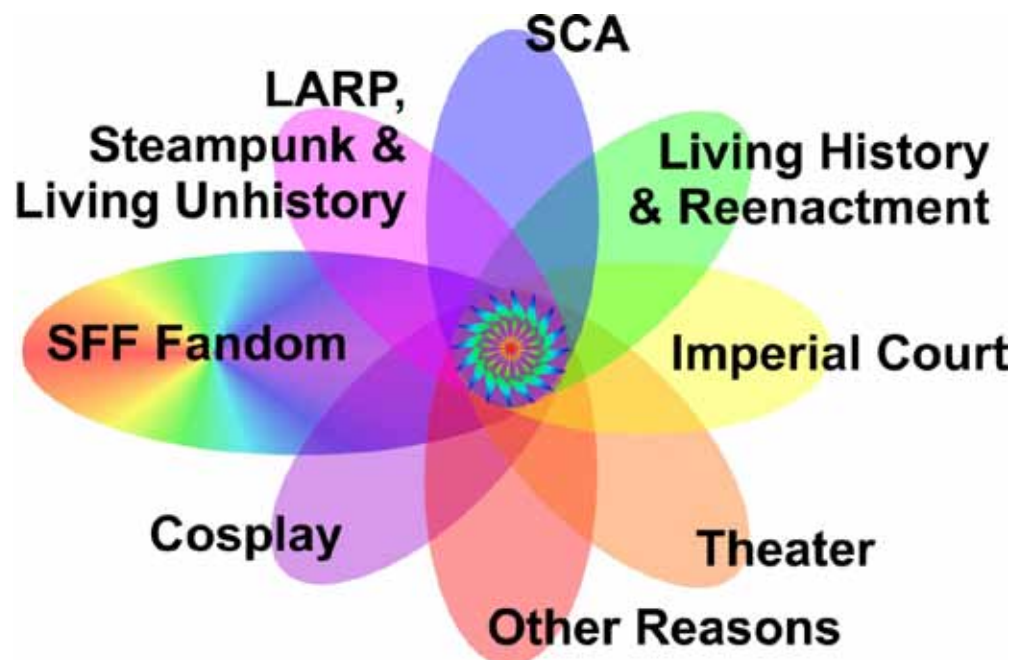 SCA
LARP,
Steampunk &
Living Unhistory
Living History
& Reenactment
SFF Fandom
Imperial Court
Cosplay
Theater
Other Reasons